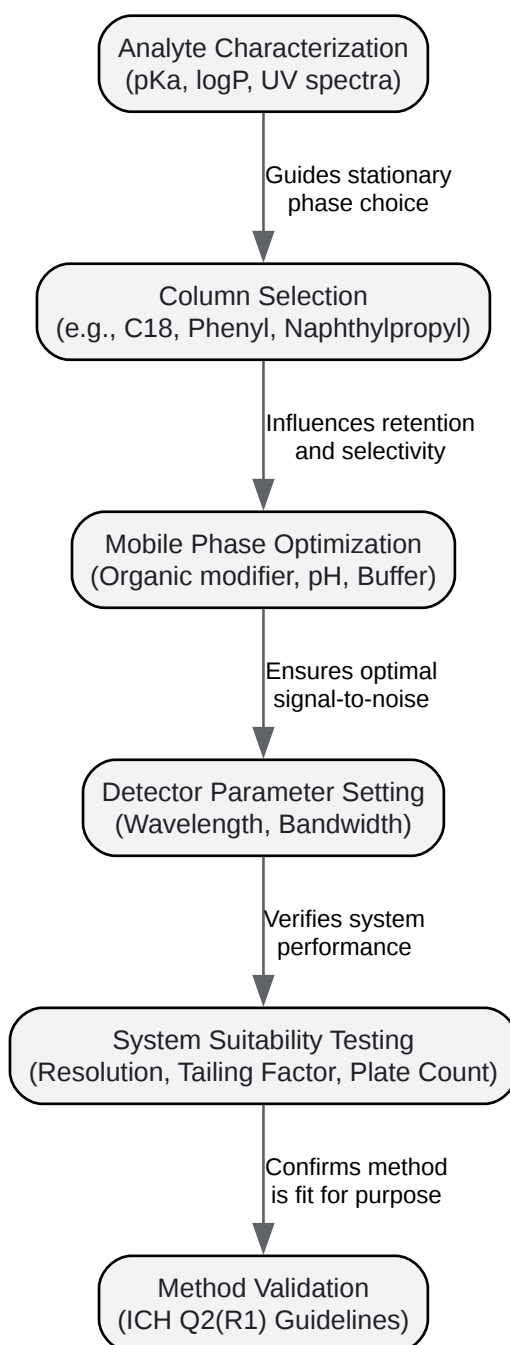 Analyte Characterization
(pKa, logP, UV spectra)
Guides stationary
phase choice
Column Selection
(e.g., C18, Phenyl, Naphthylpropyl)
Influences retention
and selectivity
Mobile Phase Optimization
(Organic modifier, pH, Buffer)
Ensures optimal
signal-to-noise
Detector Parameter Setting
(Wavelength, Bandwidth)
Verifies system
performance
System Suitability Testing
(Resolution, Tailing Factor, Plate Count)
Confirms method
is fit for purpose
Method Validation
(ICH Q2(R1) Guidelines)